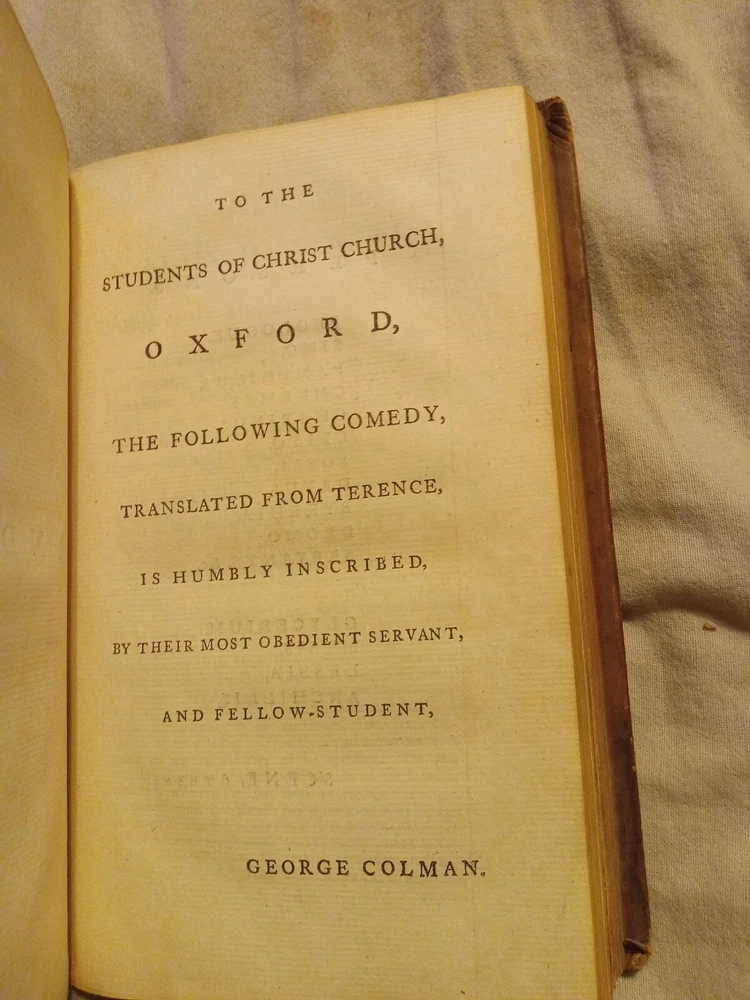 TO THE
STUDENTS OF CHRIST CHURCH,
OXFORD,
THE FOLLOWING COMEDY,
TRANSLATED FROM TERENCE,
IS HUMBLY INSCRIBED,
BY THEIR MOST OBEDIENT SERVANT,
AND FELLOW-STUDENT,
GEORGE COLMAN.